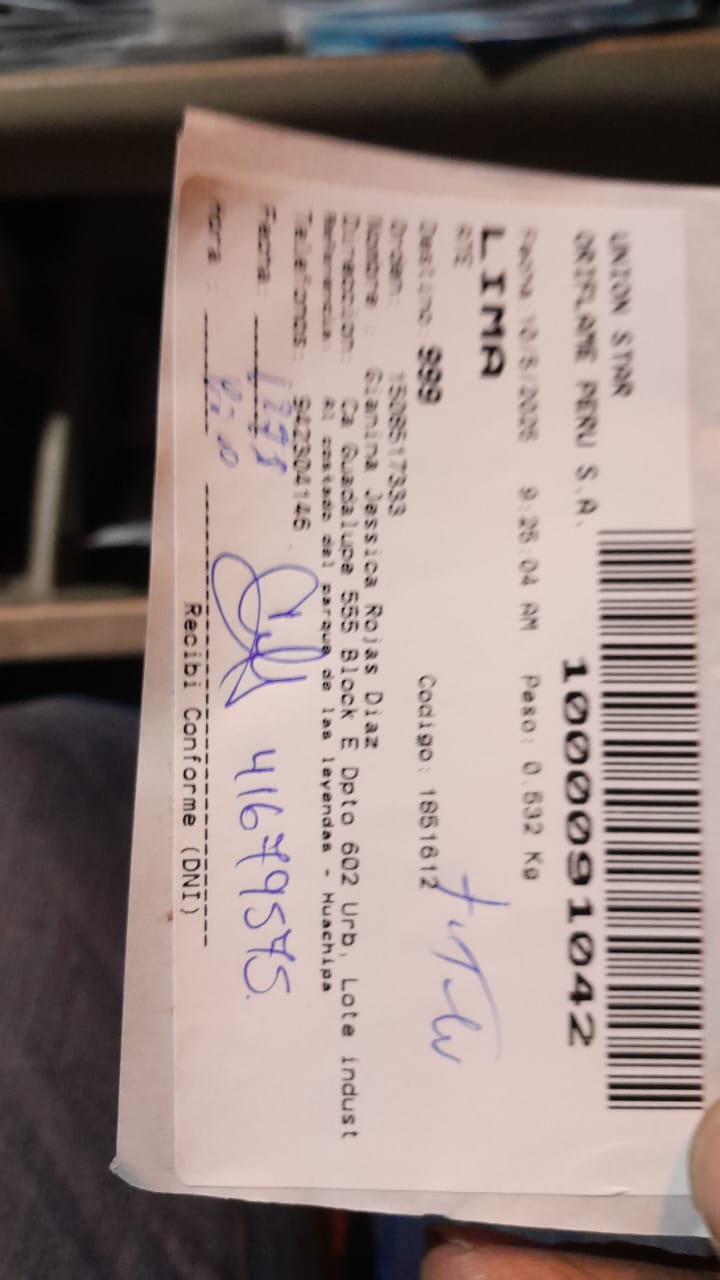 UNION STAR
ORIFLAME PERU S.A.
1000091042
Fecha 10/5/2025 9:25:04 AM Peso: 0.532 Kg
LIMA
ATE
Destino: 999 Codigo: 1851612
Orden: 1508517333
Nombre : Gianina Jessica Rojas Diaz
Direccion: Ca Guadalupe 555 Block E Dpto 602 Urb, Lote indust
Referencia: Al costado del parque de las leyendas - Huachipa
Telefonos: 942304146
Fecha:
Hora :
41679575
Recibi Conforme (DNI)